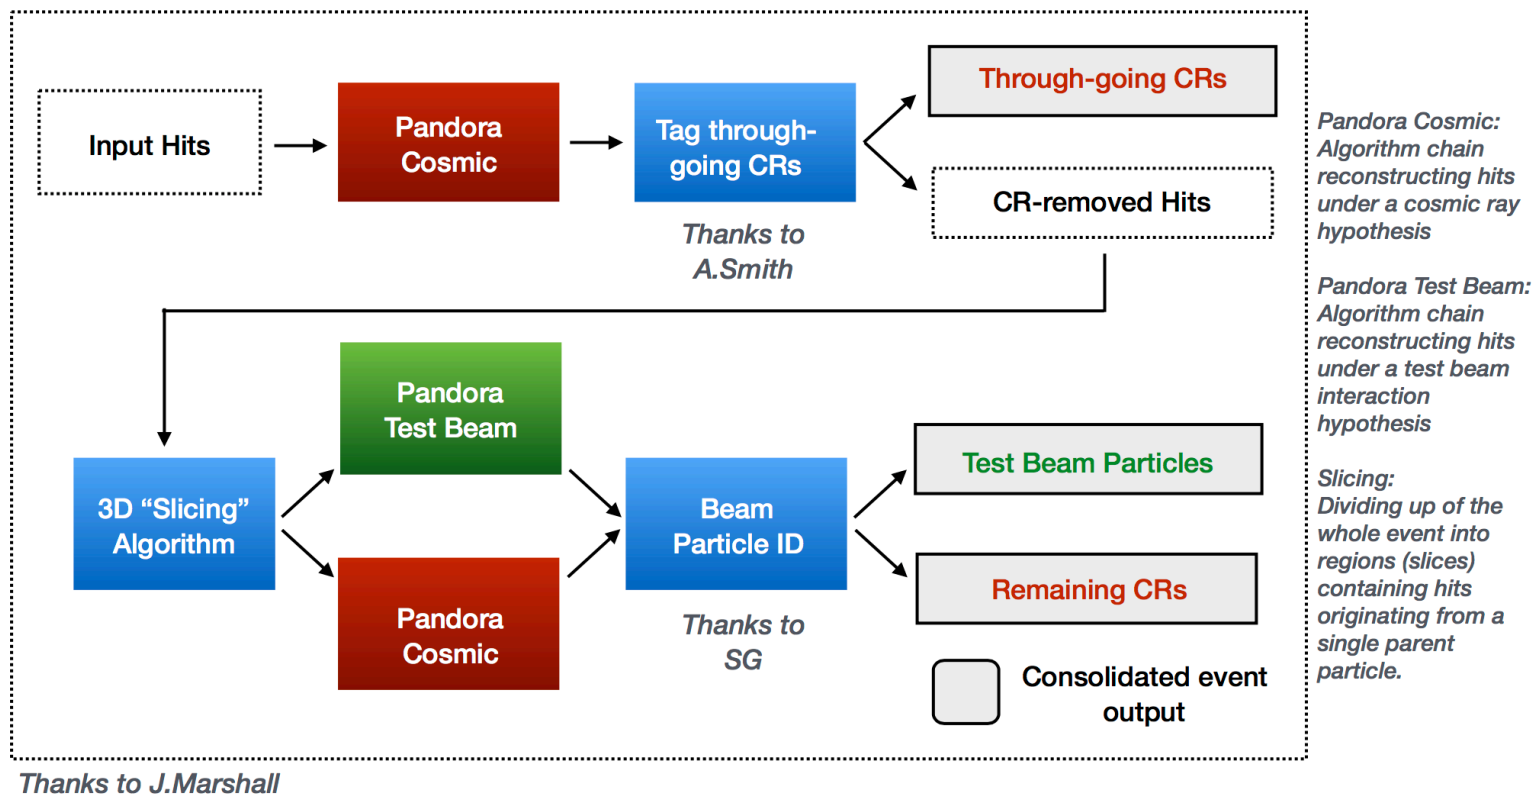 Input Hits
Pandora
Cosmic
Tag through-
going CRs
Thanks to
A.Smith
Through-going CRs
CR-removed Hits
3D “Slicing”
Algorithm
Pandora
Test Beam
Pandora
Cosmic
Beam
Particle ID
Thanks to
SG
Test Beam Particles
Remaining CRs
Consolidated event
output
Pandora Cosmic:
Algorithm chain
reconstructing hits
under a cosmic ray
hypothesis
Pandora Test Beam:
Algorithm chain
reconstructing hits
under a test beam
interaction
hypothesis
Slicing:
Dividing up of the
whole event into
regions (slices)
containing hits
originating from a
single parent
particle.
Thanks to J.Marshall